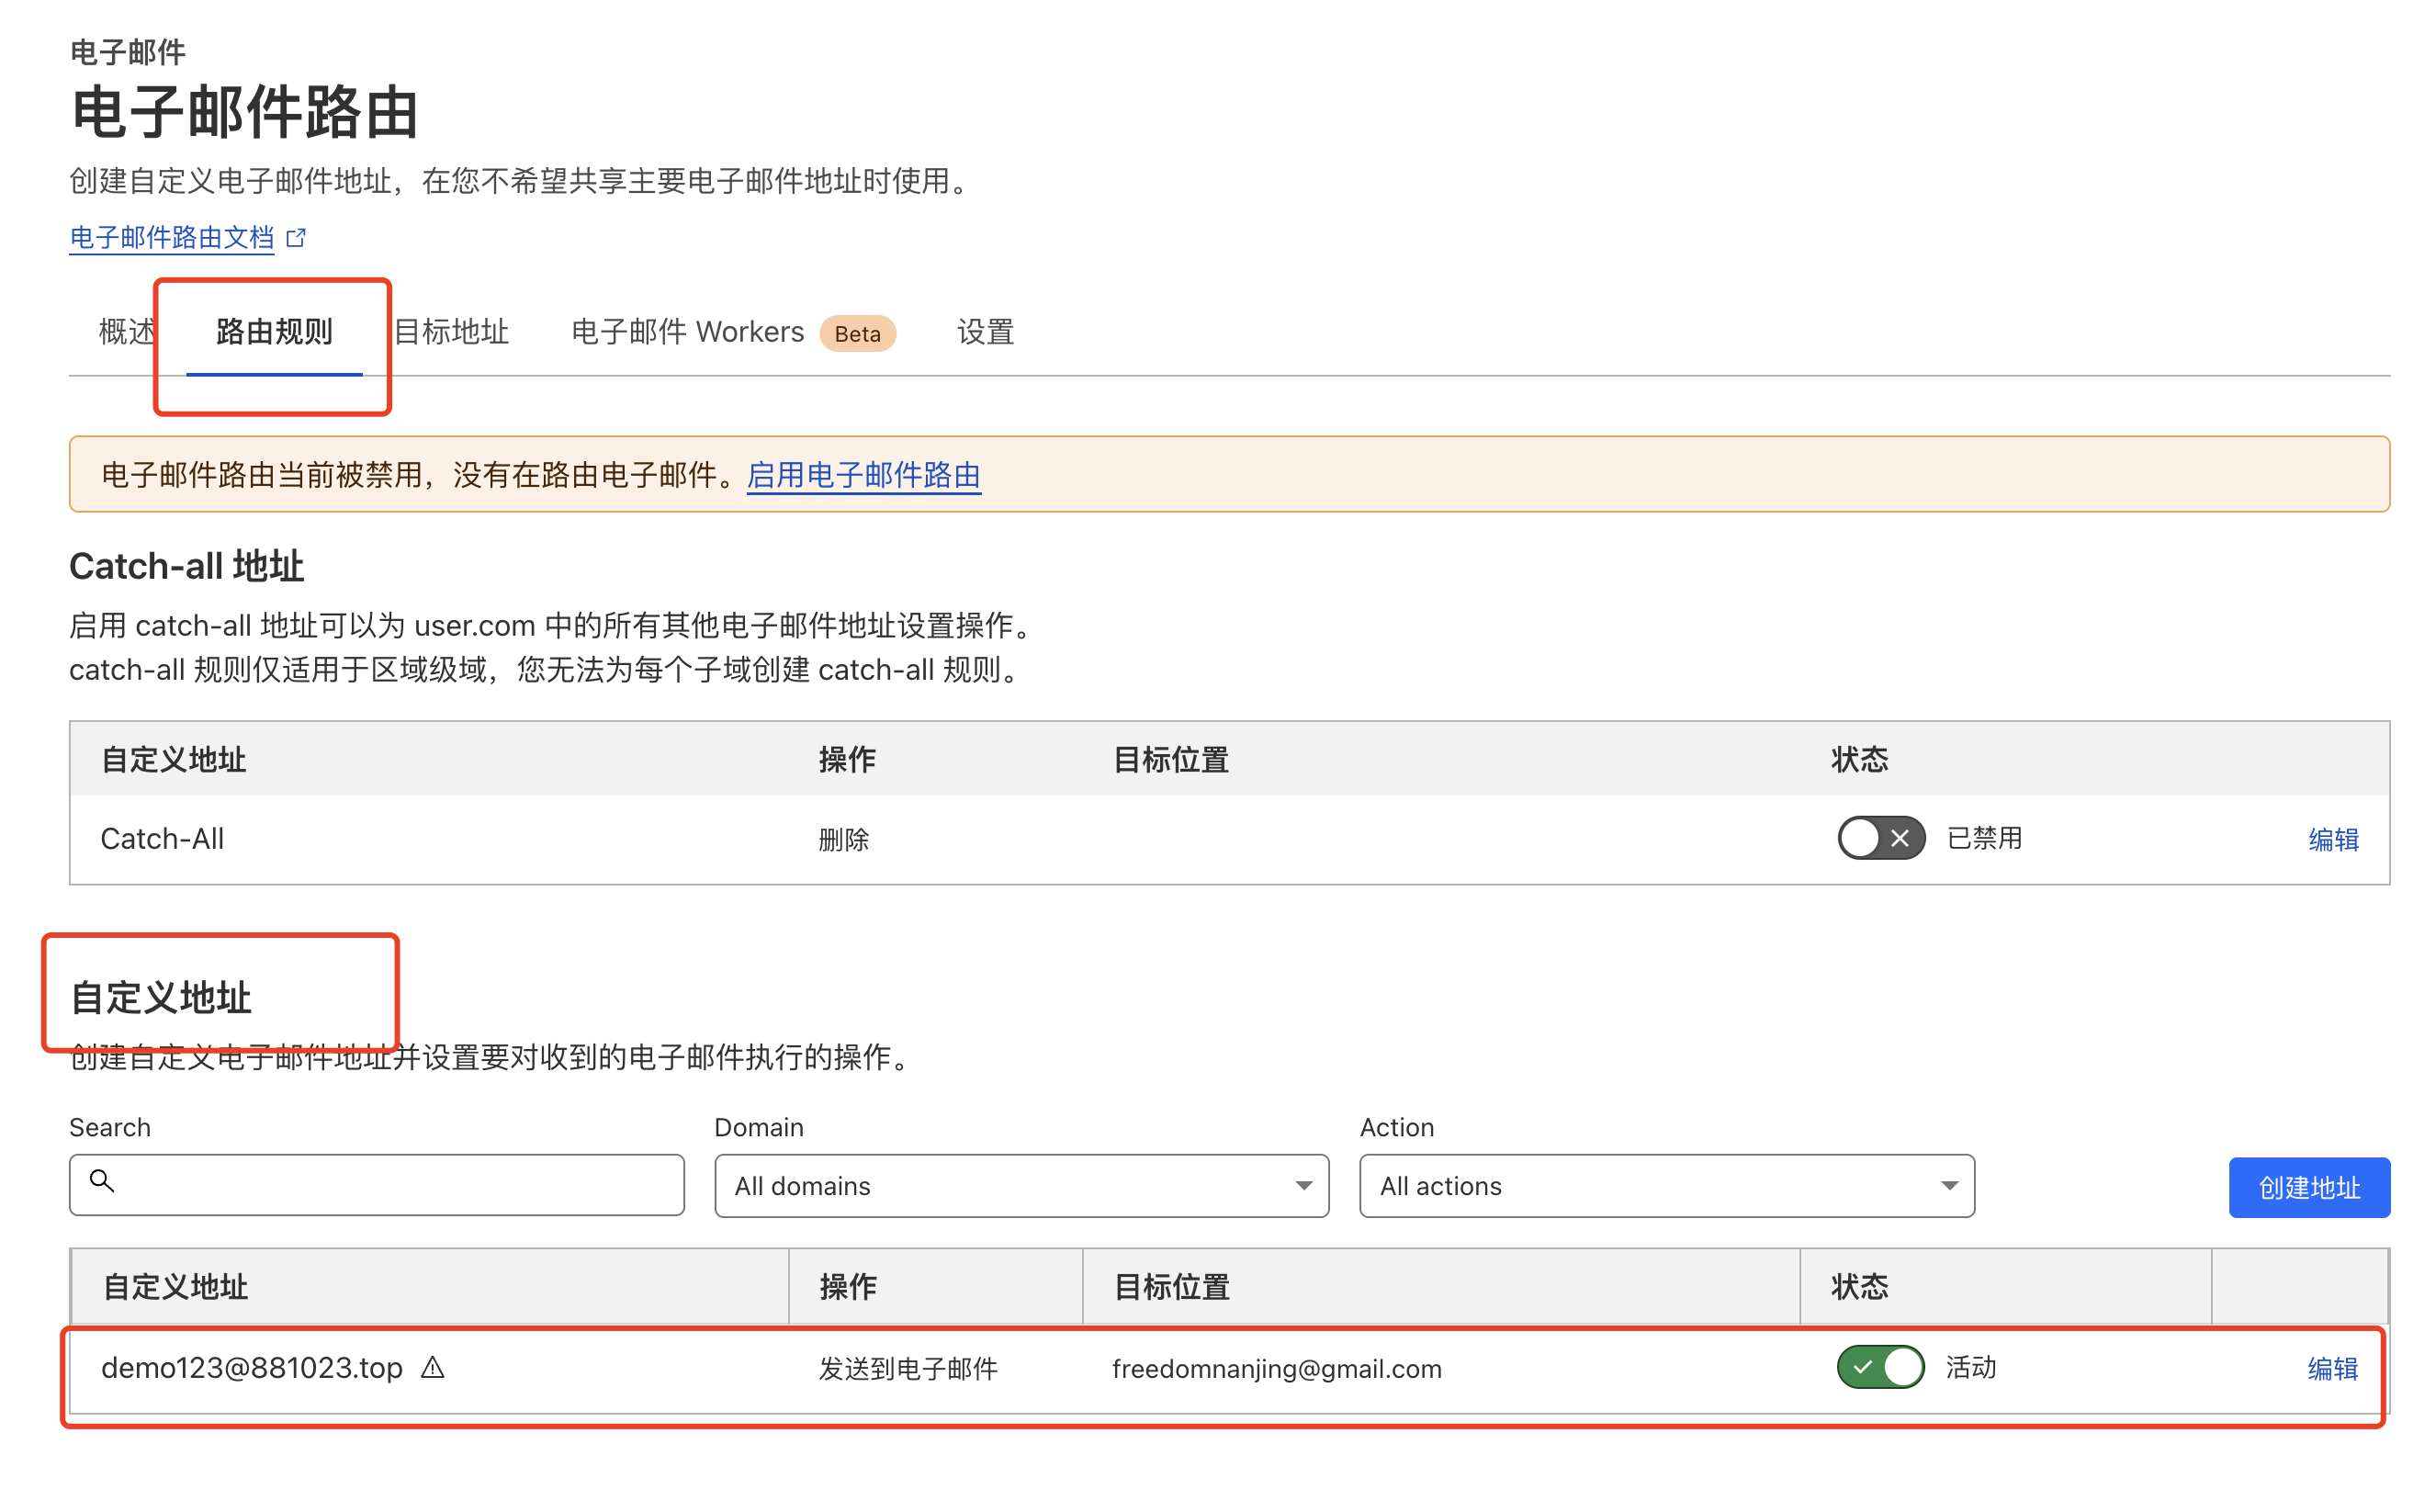 电子邮件
电子邮件路由
创建自定义电子邮件地址，在您不希望共享主要电子邮件地址时使用。
电子邮件路由文档
概述 路由规则 目标地址 电子邮件 Workers Beta 设置
电子邮件路由当前被禁用，没有在路由电子邮件。启用电子邮件路由
Catch-all 地址
启用 catch-all 地址可以为 user.com 中的所有其他电子邮件地址设置操作。
catch-all 规则仅适用于区域级域，您无法为每个子域创建 catch-all 规则。
自定义地址 操作 目标位置 状态
Catch-All 删除 已禁用 编辑
自定义地址
创建自定义电子邮件地址并设置要对收到的电子邮件执行的操作。
Search Domain Action
All domains All actions 创建地址
自定义地址 操作 目标位置 状态
demo123@881023.top 发送到电子邮件 freedomnanjing@gmail.com 活动 编辑